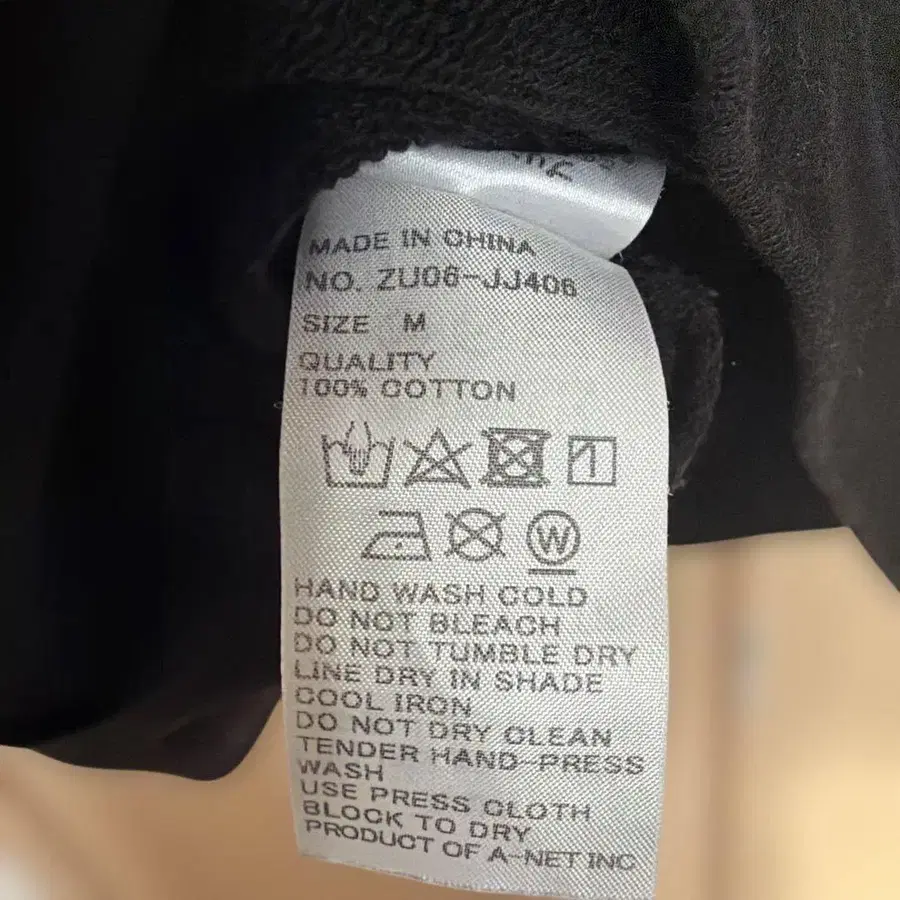 MADE IN CHINA
NO. ZU06-JJ406
SIZE M
QUALITY
100% COTTON
W
HAND WASH COLD
DO NOT BLEACH
DO NOT TUMBLE DRY
LINE DRY IN SHADE
COOL IRON
DO NOT DRY CLEAN
TENDER HAND-PRESS
WASH
USE PRESS CLOTH
BLOCK TO DRY
PRODUCT OF A-NET INC